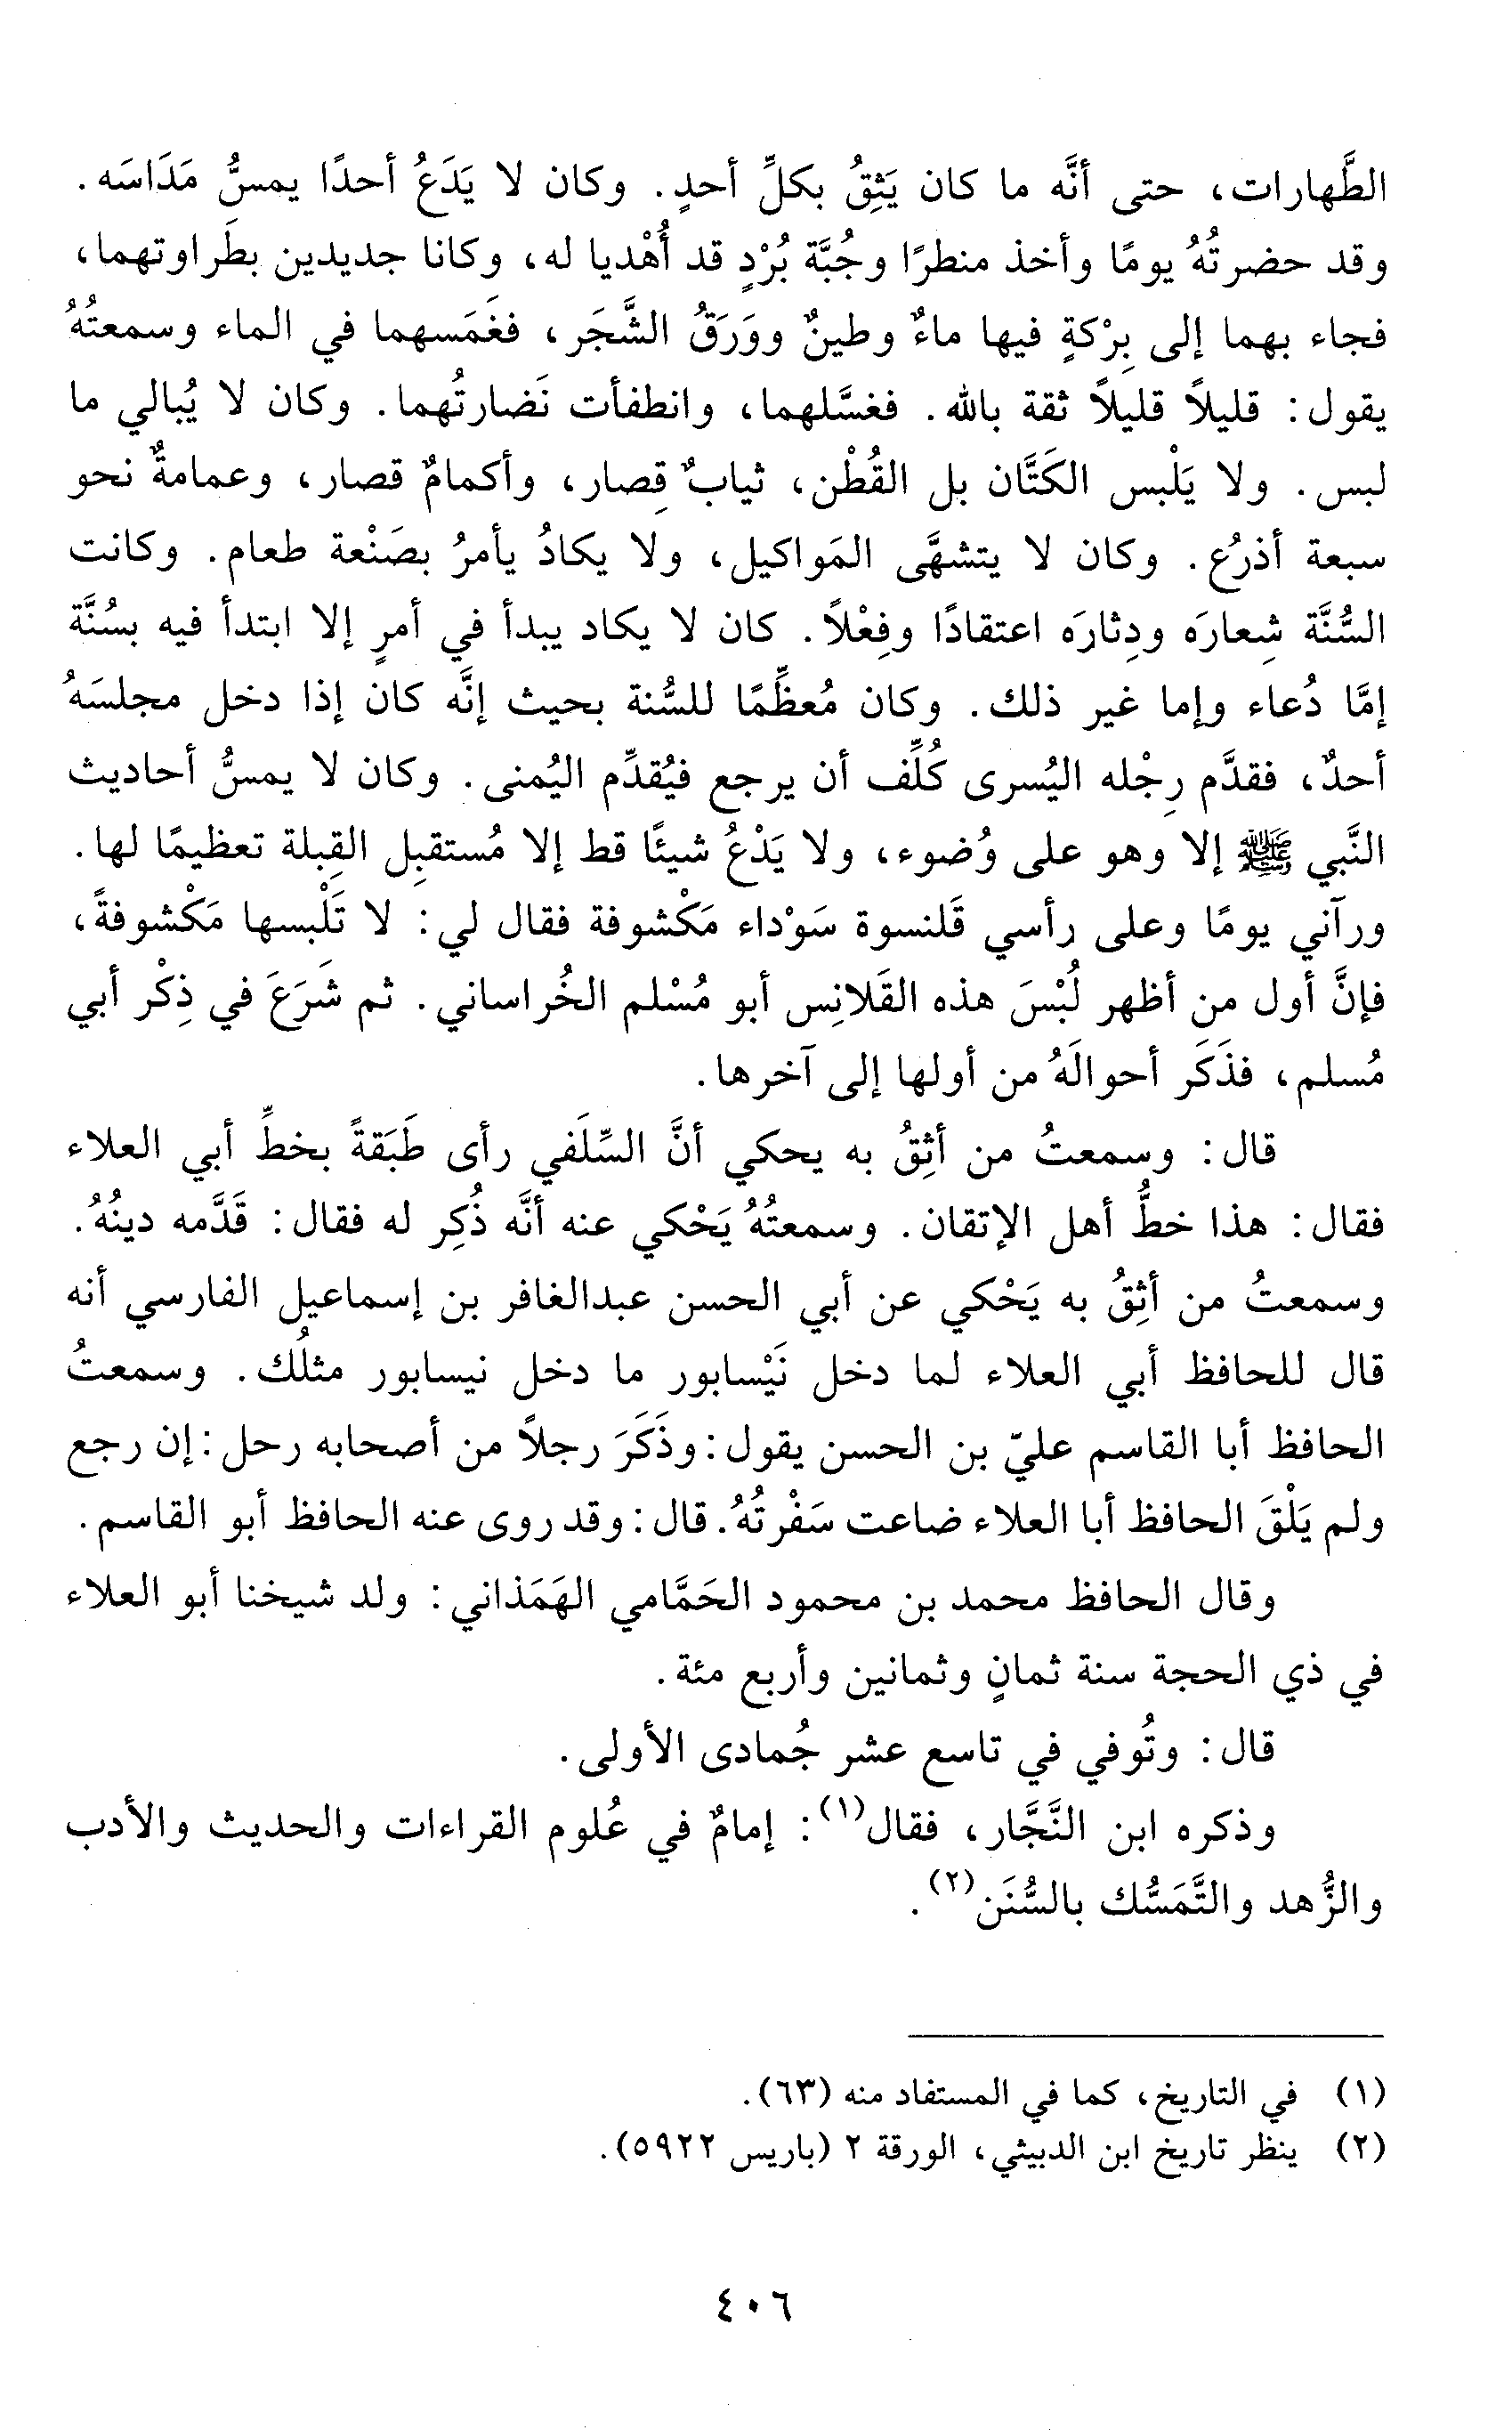 الطَّهارات، حتى أنَّه ما كان يَثِقُ بكلِّ أحدٍ. وكان لا يَدَعُ أحدًا يمسُّ مَدَاسَه.
وقد حضرتُهُ يومًا وأخذ منطرًا وجُبَّة بُرْدٍ قد أُهْديا له، وكانا جديدين بطَراوتهما،
فجاء بهما إلى بِرْكةٍ فيها ماءٌ وطينٌ ووَرَقُ الشَّجَر، فغَمَسهما في الماء وسمعتُهُ
يقول: قليلاً قليلاً ثقة بالله. فغسَّلهما، وانطفأت نَضارتُهما. وكان لا يُبالي ما
لبس. ولا يَلْبس الكَتَّان بل القُطْن، ثيابٌ قِصار، وأكمامٌ قصار، وعمامةٌ نحو
سبعة أذرُع. وكان لا يتشهَّى المَواكيل، ولا يكادُ يأمرُ بصَنْعة طعام. وكانت
السُّنَّة شِعارَه ودِثارَه اعتقادًا وفِعْلاً. كان لا يكاد يبدأ في أمرٍ إلا ابتدأ فيه بسُنَّة
إمَّا دُعاء وإما غير ذلك. وكان مُعظِّمًا للسُّنة بحيث إنَّه كان إذا دخل مجلسَهُ
أحدٌ، فقدَّم رِجْله اليُسرى كُلِّف أن يرجع فيُقدِّم اليُمنى. وكان لا يمسُّ أحاديث
النَّبي ﷺ إلا وهو على وُضوء، ولا يَدْعُ شيئًا قط إلا مُستقبِل القِبلة تعظيمًا لها.
ورآني يومًا وعلى رأسي قَلنسوة سَوْداء مَكْشوفة فقال لي: لا تَلْبسها مَكْشوفةً،
فإنَّ أول من أظهر لُبْسَ هذه القَلانِس أبو مُسْلم الخُراساني. ثم شَرَعَ في ذِكْر أبي
مُسلم، فذَكَر أحوالَهُ من أولها إلى آخرها.
قال: وسمعتُ من أثِقُ به يحكي أنَّ السِّلَفي رأى طَبَقةً بخطِّ أبي العلاء
فقال: هذا خطُّ أهل الإتقان. وسمعتُهُ يَحْكي عنه أنَّه ذُكِر له فقال: قَدَّمه دينُهُ.
وسمعتُ من أثِقُ به يَحْكي عن أبي الحسن عبدالغافر بن إسماعيل الفارسي أنه
قال للحافظ أبي العلاء لما دخل نَيْسابور ما دخل نيسابور مثلُك. وسمعتُ
الحافظ أبا القاسم عليّ بن الحسن يقول: وذَكَرَ رجلاً من أصحابه رحل: إن رجع
ولم يَلْقَ الحافظ أبا العلاء ضاعت سَفْرتُهُ. قال: وقد روى عنه الحافظ أبو القاسم.
وقال الحافظ محمد بن محمود الحَمَّامي الهَمَذاني: ولد شيخنا أبو العلاء
في ذي الحجة سنة ثمانٍ وثمانين وأربع مئة.
قال: وتُوفي في تاسع عشر جُمادى الأولى.
وذكره ابن النَّجَّار، فقال(١): إمامٌ في عُلوم القراءات والحديث والأدب
والزُّهد والتَّمَسُّك بالسُّنَن(٢).
(١) في التاريخ، كما في المستفاد منه (٦٣).
(٢) ينظر تاريخ ابن الدبيثي، الورقة ٢ (باريس ٥٩٢٢).
٤٠٦